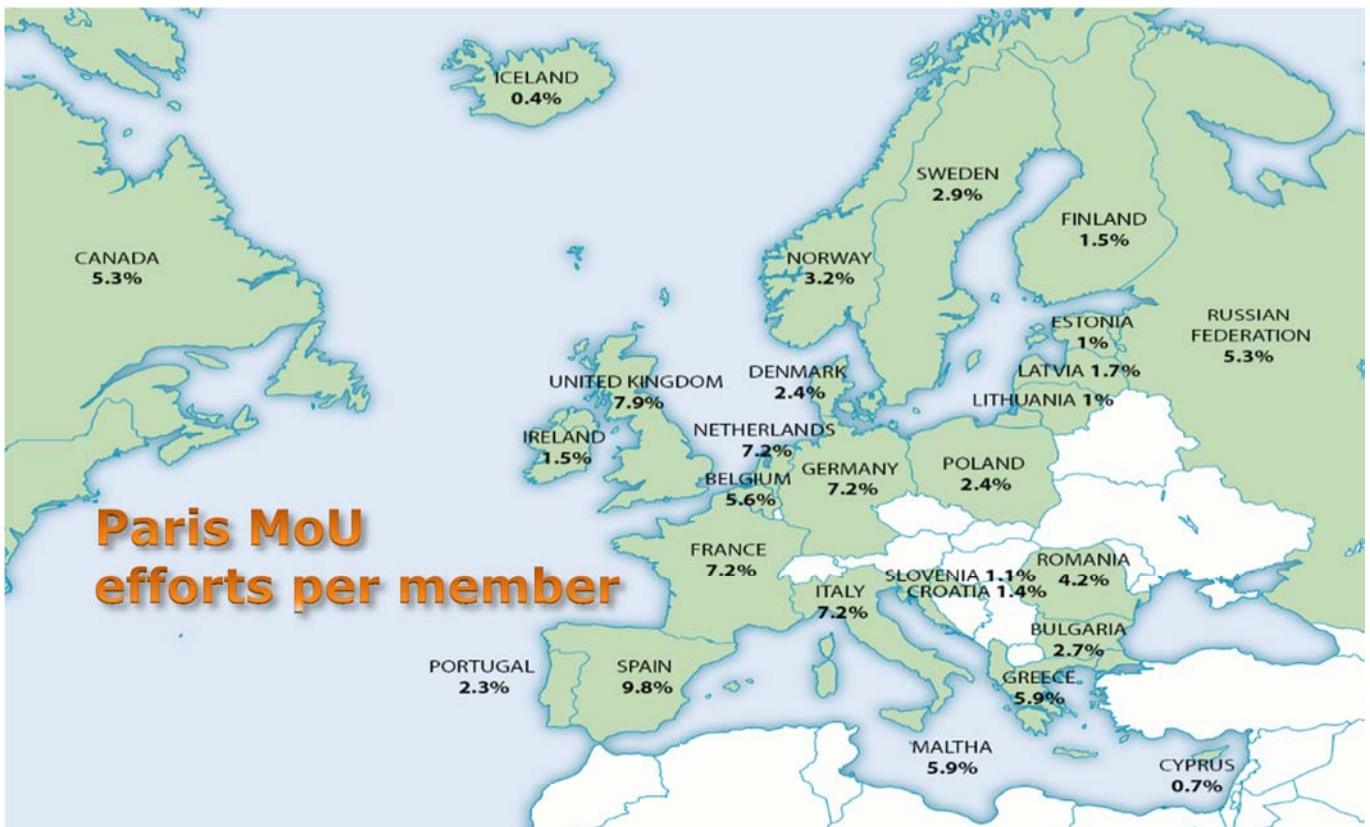 ICELAND
0.4%
SWEDEN
2.9%
FINLAND
1.5%
CANADA
5.3%
NORWAY
3.2%
RUSSIAN
FEDERATION
5.3%
ESTONIA
1%
LATVIA 1.7%
LITHUANIA 1%
DENMARK
2.4%
UNITED KINGDOM
7.9%
NETHERLANDS
7.2%
IRELAND
1.5%
BELGIUM
5.6%
GERMANY
7.2%
POLAND
2.4%
Paris MoU
efforts per member
FRANCE
7.2%
SLOVENIA 1.1%
CROATIA 1.4%
ROMANIA
4.2%
ITALY
7.2%
BULGARIA
2.7%
PORTUGAL
2.3%
SPAIN
9.8%
GREECE
5.9%
MALTHA
5.9%
CYPRUS
0.7%